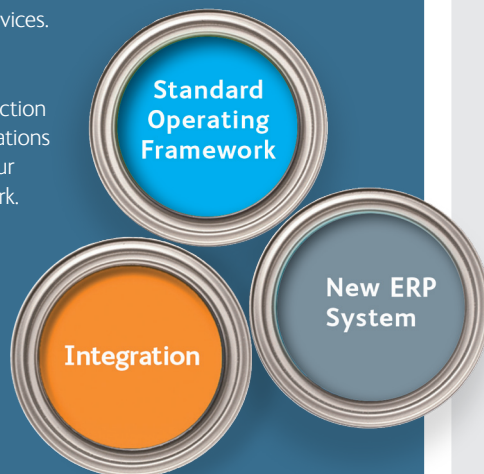 vices.
ction
ations
ur
rk.
Standard
Operating
Framework
New ERP
System
Integration